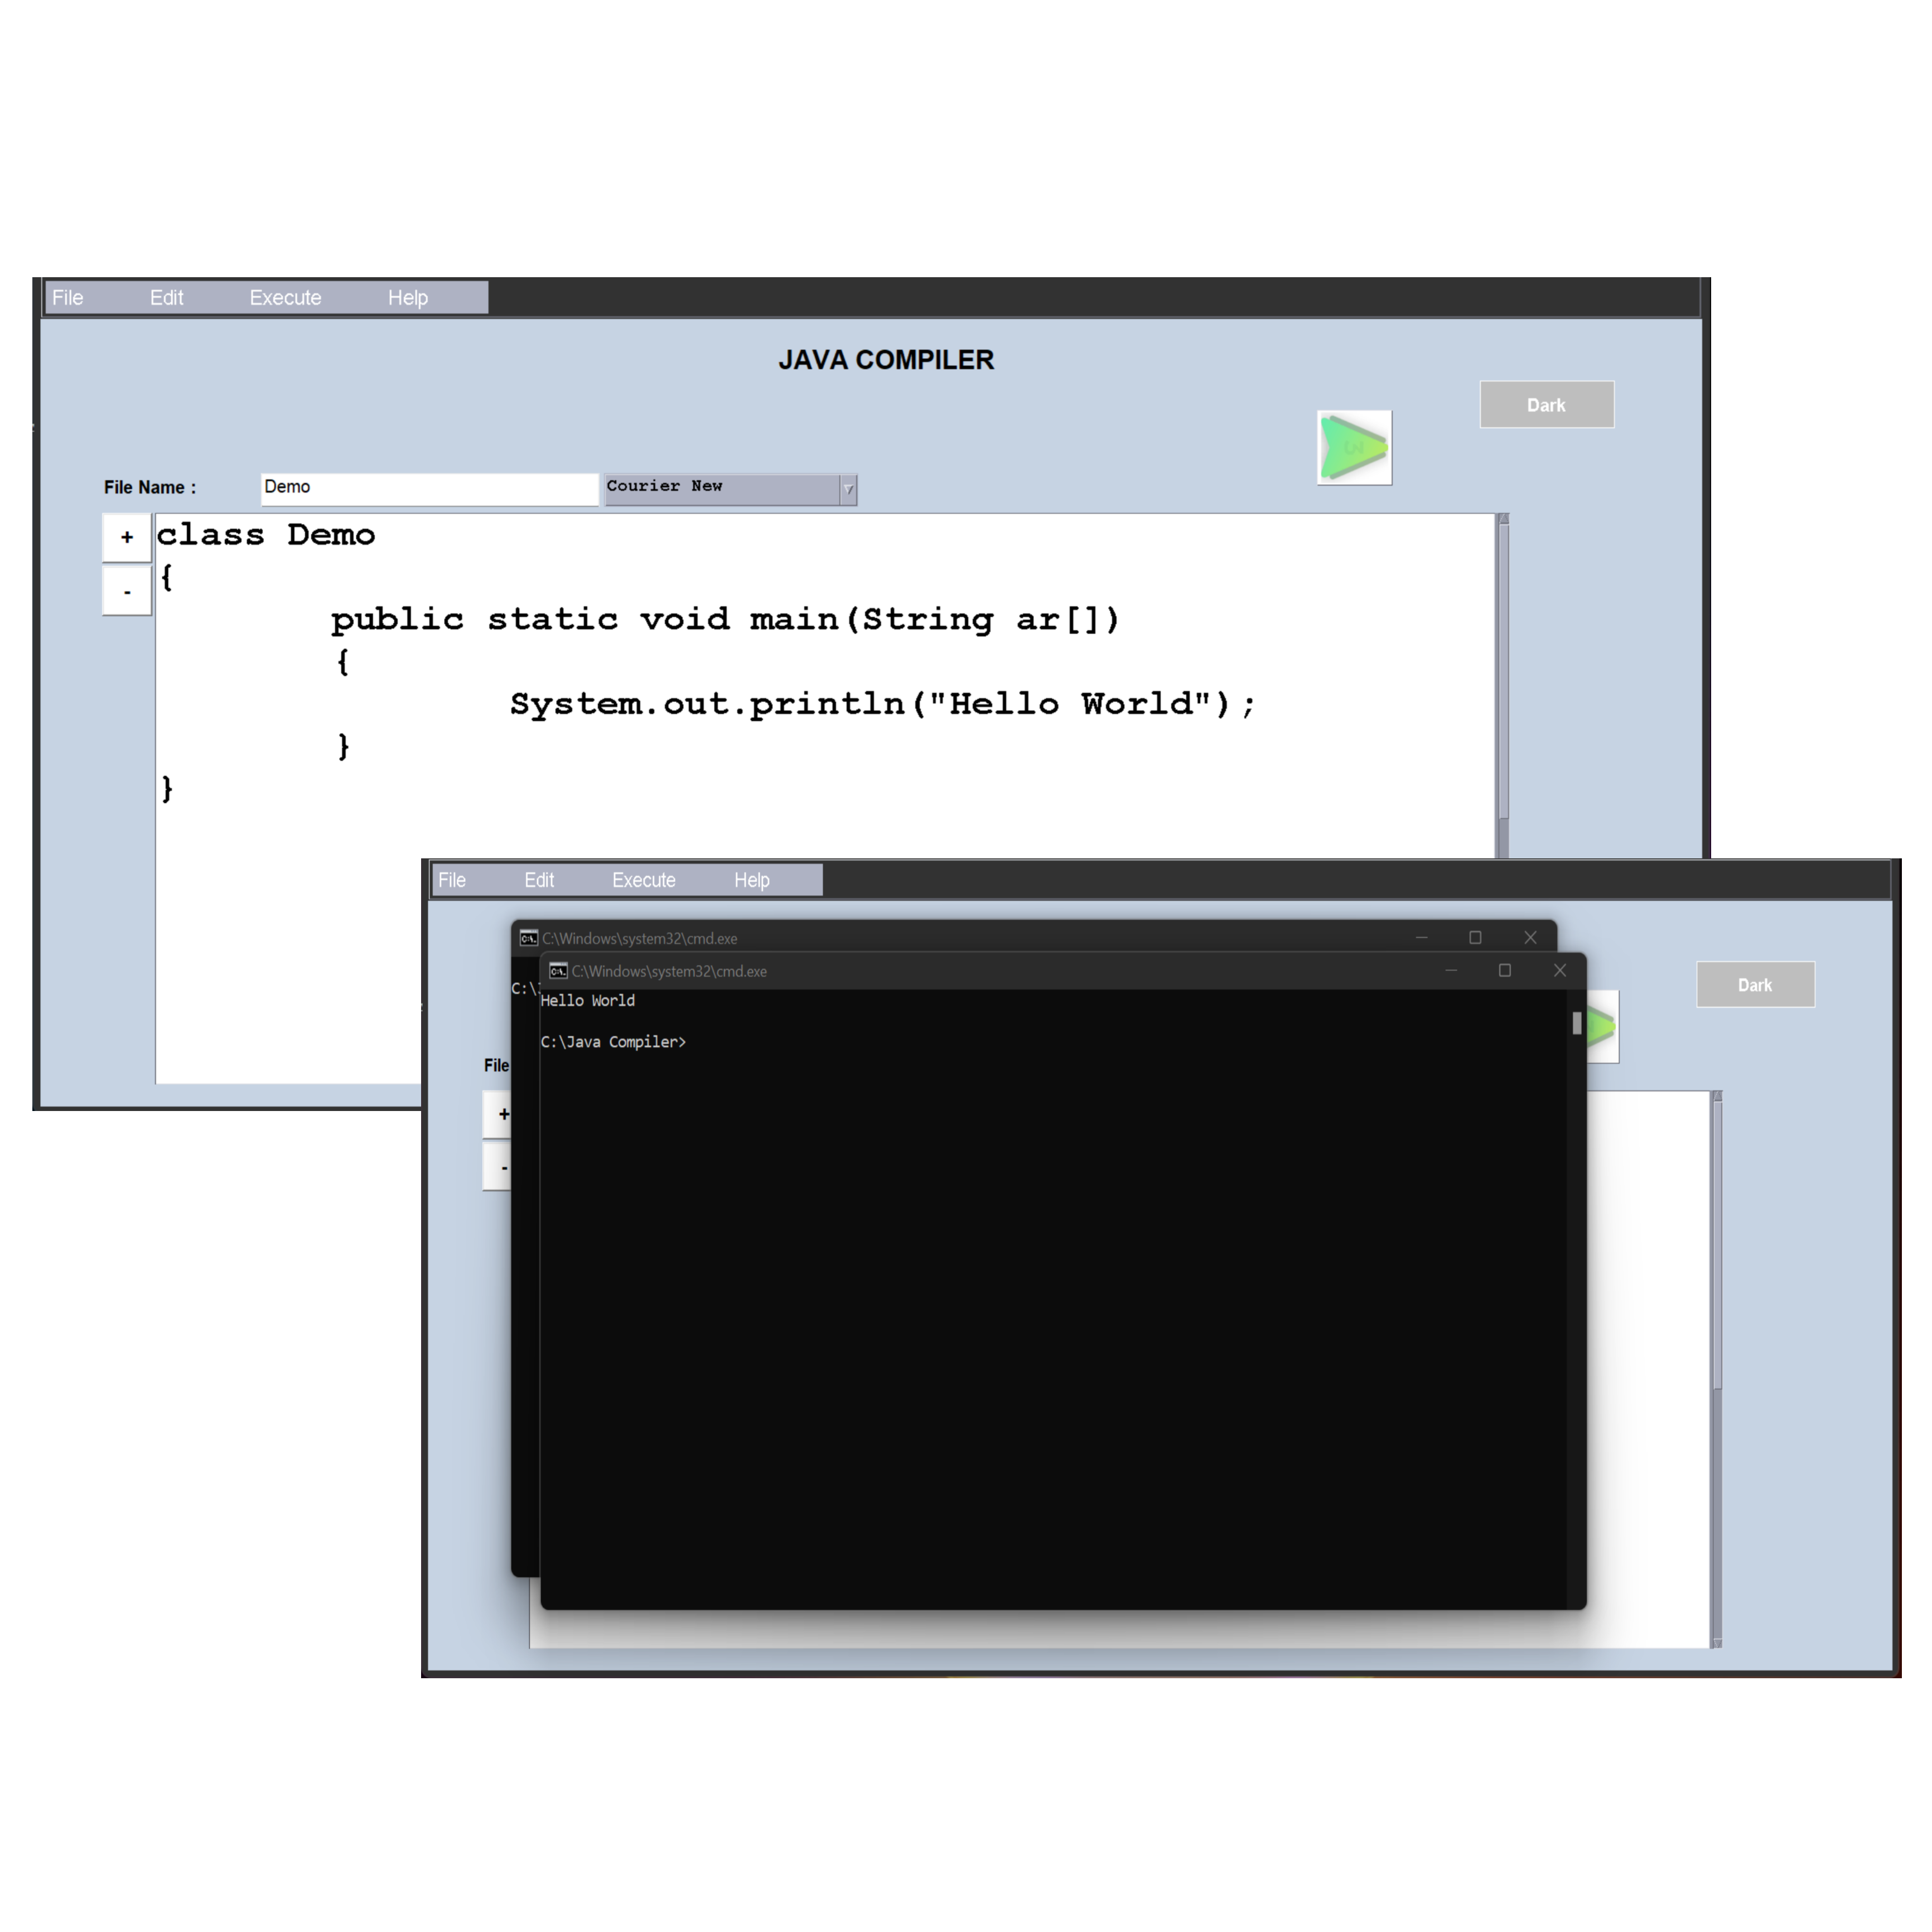 File Edit Execute Help
JAVA COMPILER
Dark
File Name : Demo Courier New
+
-
class Demo
{
public static void main(String ar[])
{
System.out.println("Hello World");
}
}
File Edit Execute Help
C:\Windows\system32\cmd.exe
C:\Windows\system32\cmd.exe
C:\
Hello World
C:\Java Compiler>
Dark
File
+
-